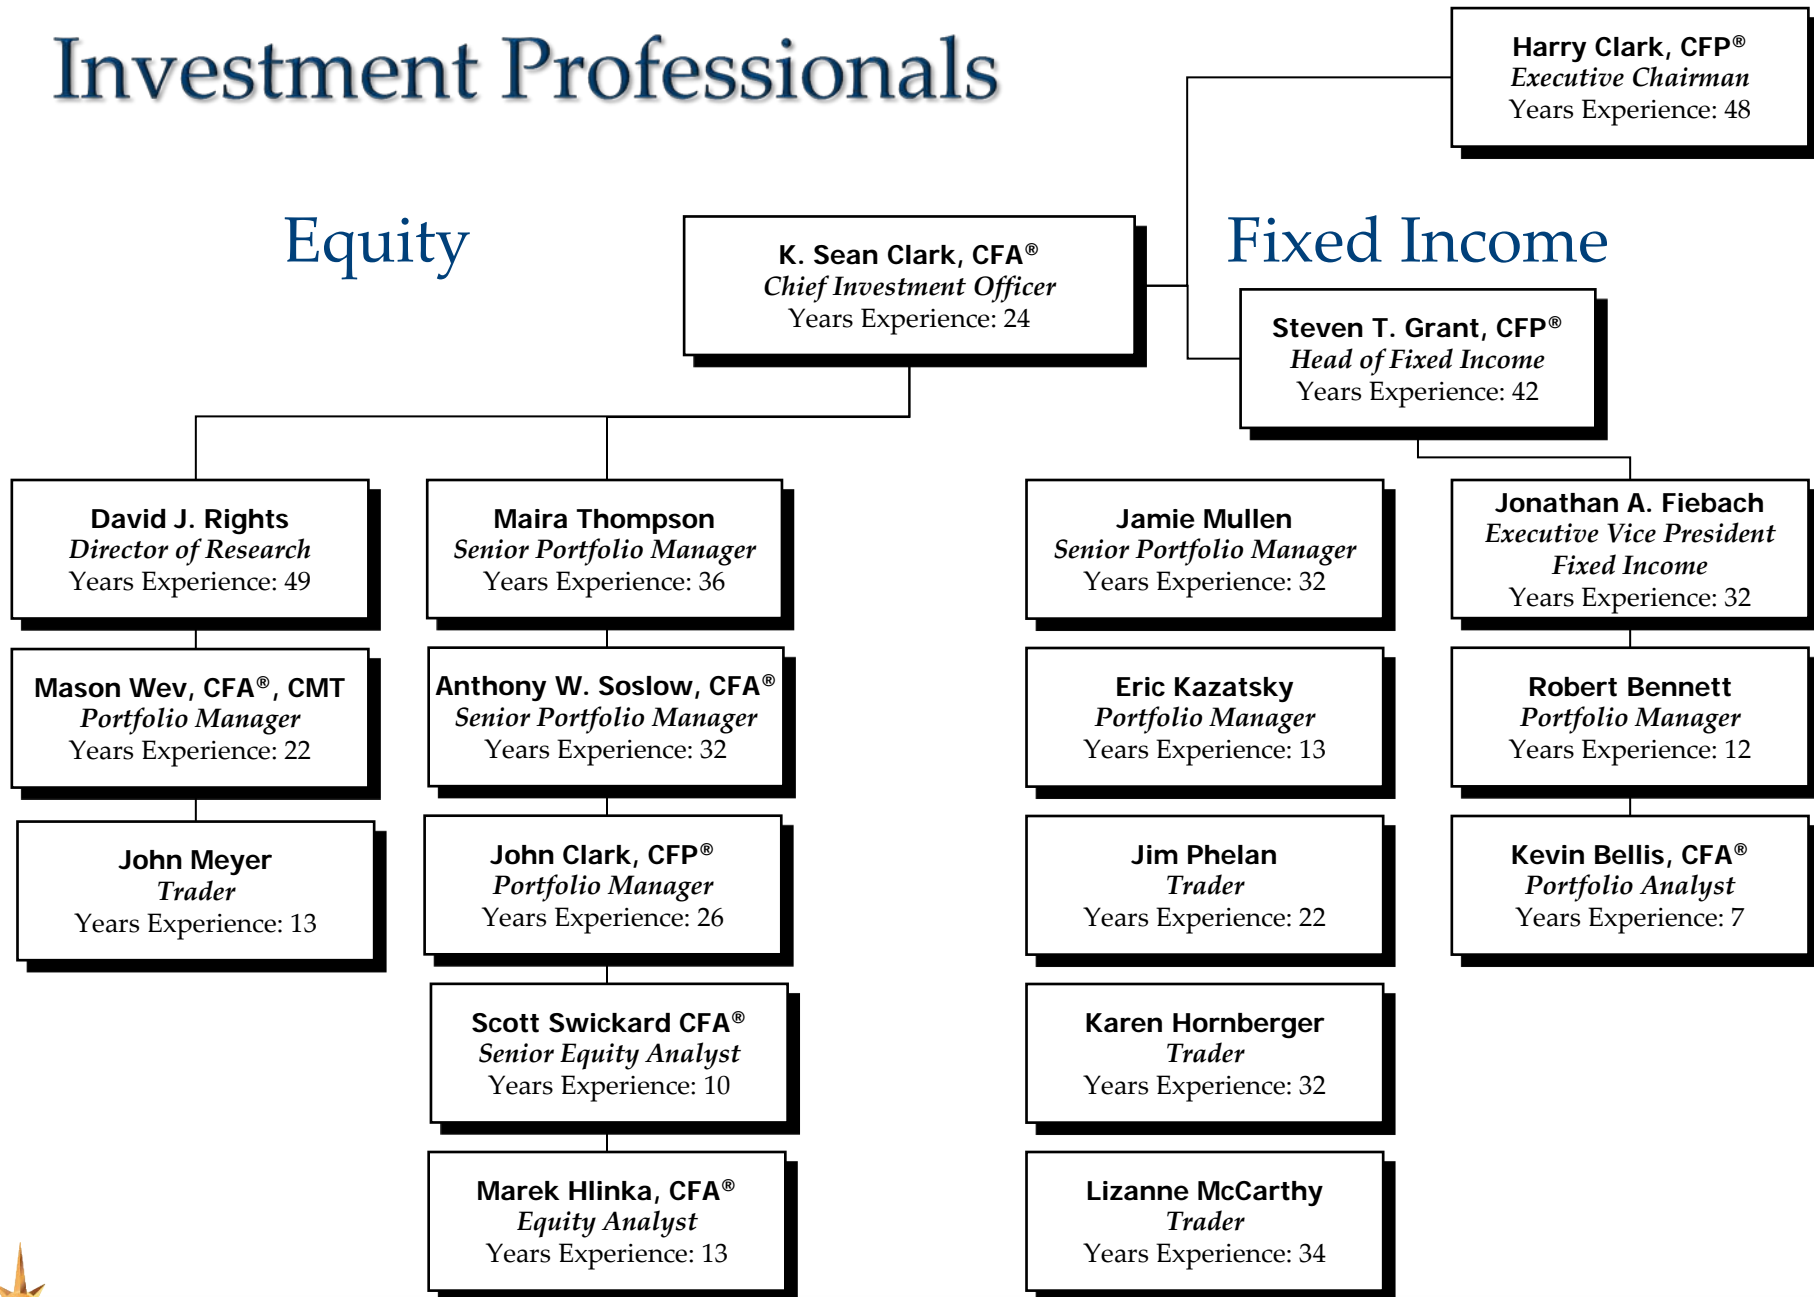 Investment Professionals
Harry Clark, CFP®
Executive Chairman
Years Experience: 48
Equity
K. Sean Clark, CFA®
Chief Investment Officer
Years Experience: 24
Fixed Income
Steven T. Grant, CFP®
Head of Fixed Income
Years Experience: 42
David J. Rights
Director of Research
Years Experience: 49
Mason Wev, CFA®, CMT
Portfolio Manager
Years Experience: 22
John Meyer
Trader
Years Experience: 13
Maira Thompson
Senior Portfolio Manager
Years Experience: 36
Anthony W. Soslow, CFA®
Senior Portfolio Manager
Years Experience: 32
John Clark, CFP®
Portfolio Manager
Years Experience: 26
Scott Swickard CFA®
Senior Equity Analyst
Years Experience: 10
Marek Hlinka, CFA®
Equity Analyst
Years Experience: 13
Jamie Mullen
Senior Portfolio Manager
Years Experience: 32
Eric Kazatsky
Portfolio Manager
Years Experience: 13
Jim Phelan
Trader
Years Experience: 22
Karen Hornberger
Trader
Years Experience: 32
Lizanne McCarthy
Trader
Years Experience: 34
Jonathan A. Fiebach
Executive Vice President
Fixed Income
Years Experience: 32
Robert Bennett
Portfolio Manager
Years Experience: 12
Kevin Bellis, CFA®
Portfolio Analyst
Years Experience: 7